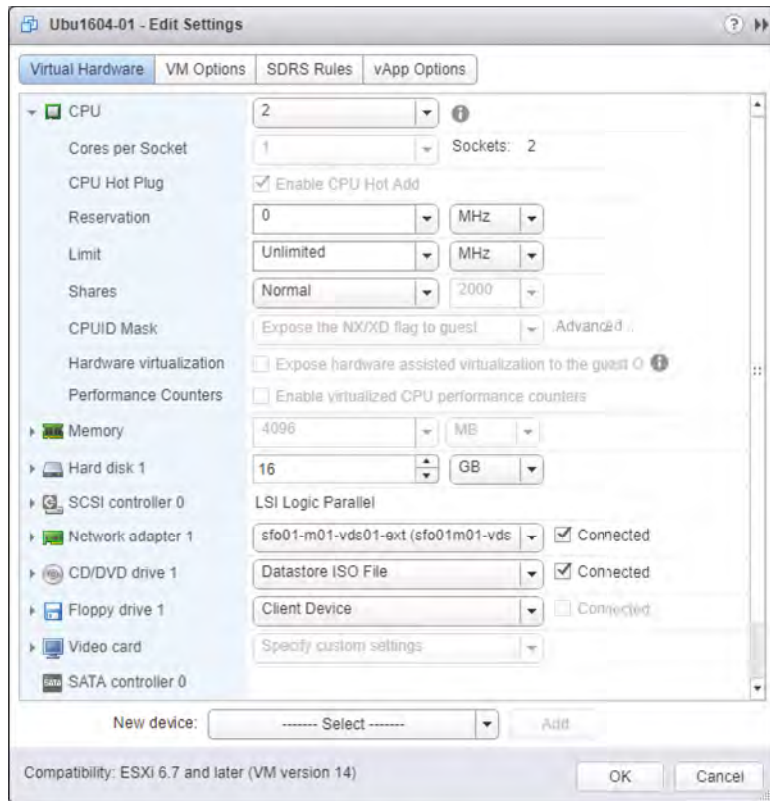 Ubu1604-01 - Edit Settings ?
Virtual Hardware VM Options SDRS Rules vApp Options
CPU 2
Cores per Socket 1 Sockets: 2
CPU Hot Plug Enable CPU Hot Add
Reservation 0 MHz
Limit Unlimited MHz
Shares Normal 2000
CPUID Mask Expose the NX/XD flag to guest Advanced..
Hardware virtualization Expose hardware assisted virtualization to the guest O
Performance Counters Enable virtualized CPU performance counters
Memory 4096 MB
Hard disk 1 16 GB
SCSI controller 0 LSI Logic Parallel
Network adapter 1 sfo01-m01-vds01-ext (sfo01m01-vds Connected
CD/DVD drive 1 Datastore ISO File Connected
Floppy drive 1 Client Device Connected
Video card Specify custom settings
SATA controller 0
New device: ------- Select ------- Add
Compatibility: ESXi 6.7 and later (VM version 14) OK Cancel